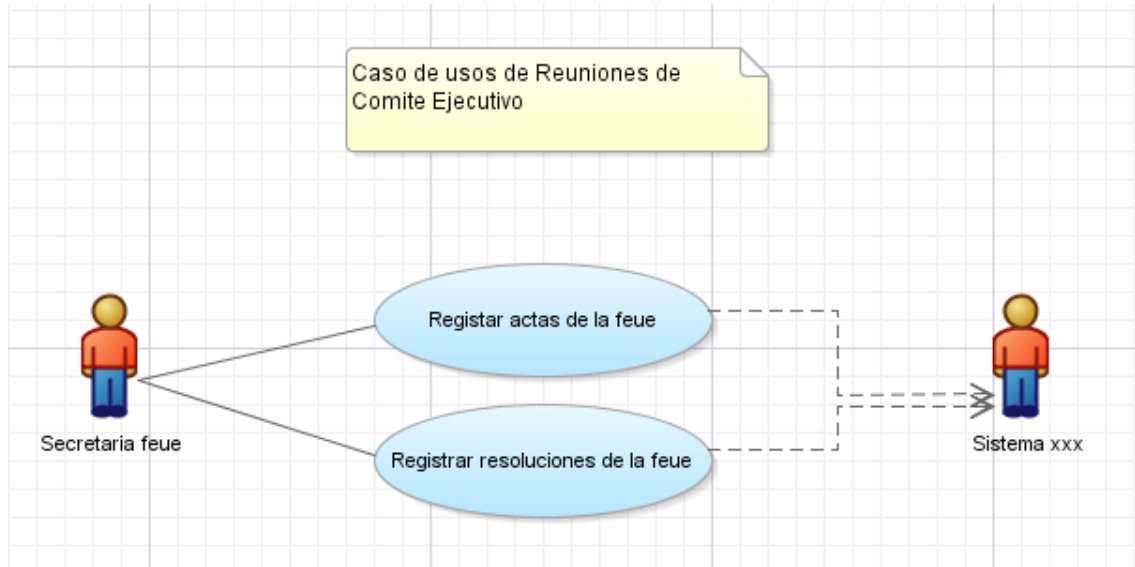 Caso de usos de Reuniones de
Comite Ejecutivo
Registar actas de la feue
Secretaria feue
Registrar resoluciones de la feue
Sistema xxx